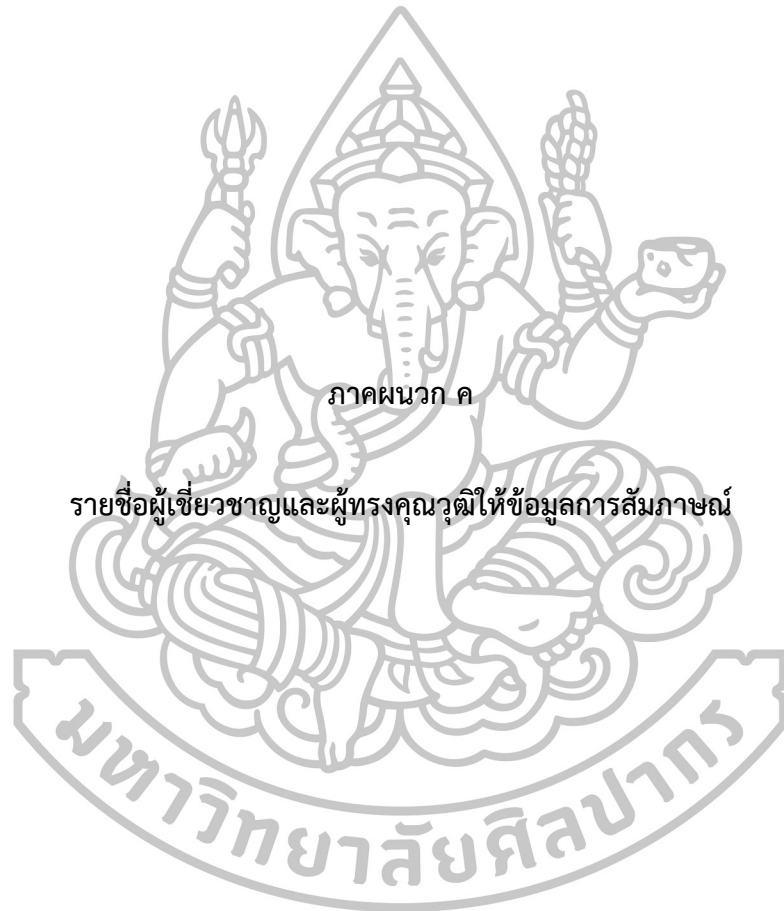 ภาคผนวก ค
รายชื่อผู้เชี่ยวชาญและผู้ทรงคุณวุฒิให้ข้อมูลการสัมภาษณ์
มหาวิทยาลัยศิลปากร